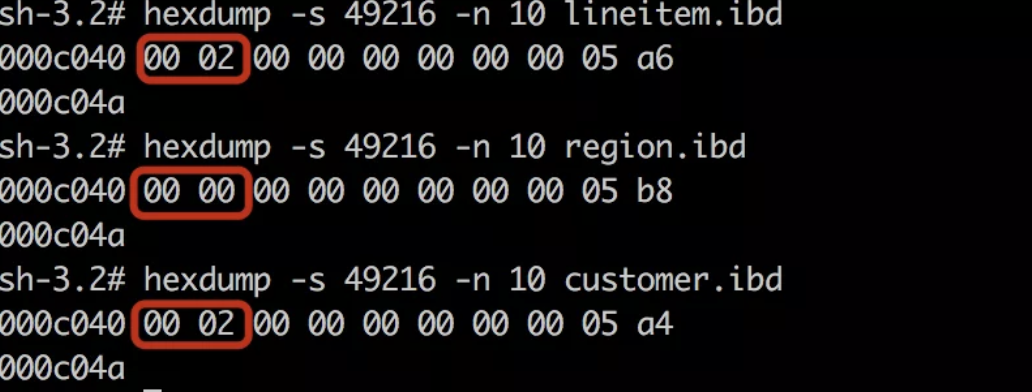 sh-3.2# hexdump -s 49216 -n 10 lineitem.ibd
000c040 00 02 00 00 00 00 00 00 05 a6
000c04a
sh-3.2# hexdump -s 49216 -n 10 region.ibd
000c040 00 00 00 00 00 00 00 00 05 b8
000c04a
sh-3.2# hexdump -s 49216 -n 10 customer.ibd
000c040 00 02 00 00 00 00 00 00 05 a4
000c04a